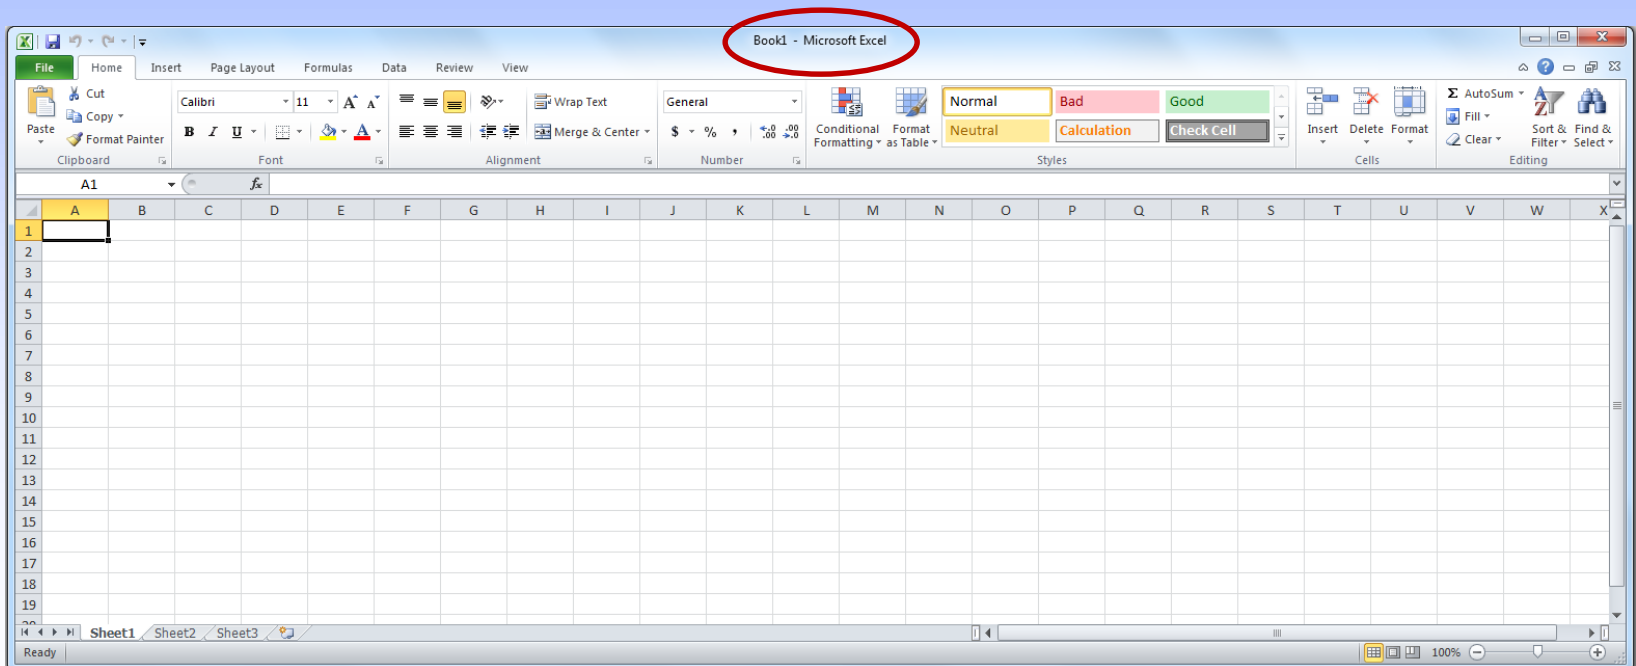 Book1 - Microsoft Excel
File Home Insert Page Layout Formulas Data Review View
Cut
Copy
Format Painter
Paste
Clipboard
Calibri 11 A A
B I U A
Font
Wrap Text
Merge & Center
Alignment
General
$ % , .0 .00 .00 .0
Number
Conditional Formatting
Format as Table
Normal Bad Good
Neutral Calculation Check Cell
Styles
Insert Delete Format
Cells
Σ AutoSum
Fill
Clear
Sort & Filter
Find & Select
Editing
A1 fx
A B C D E F G H I J K L M N O P Q R S T U V W X
1
2
3
4
5
6
7
8
9
10
11
12
13
14
15
16
17
18
19
Sheet1 Sheet2 Sheet3
Ready 100%